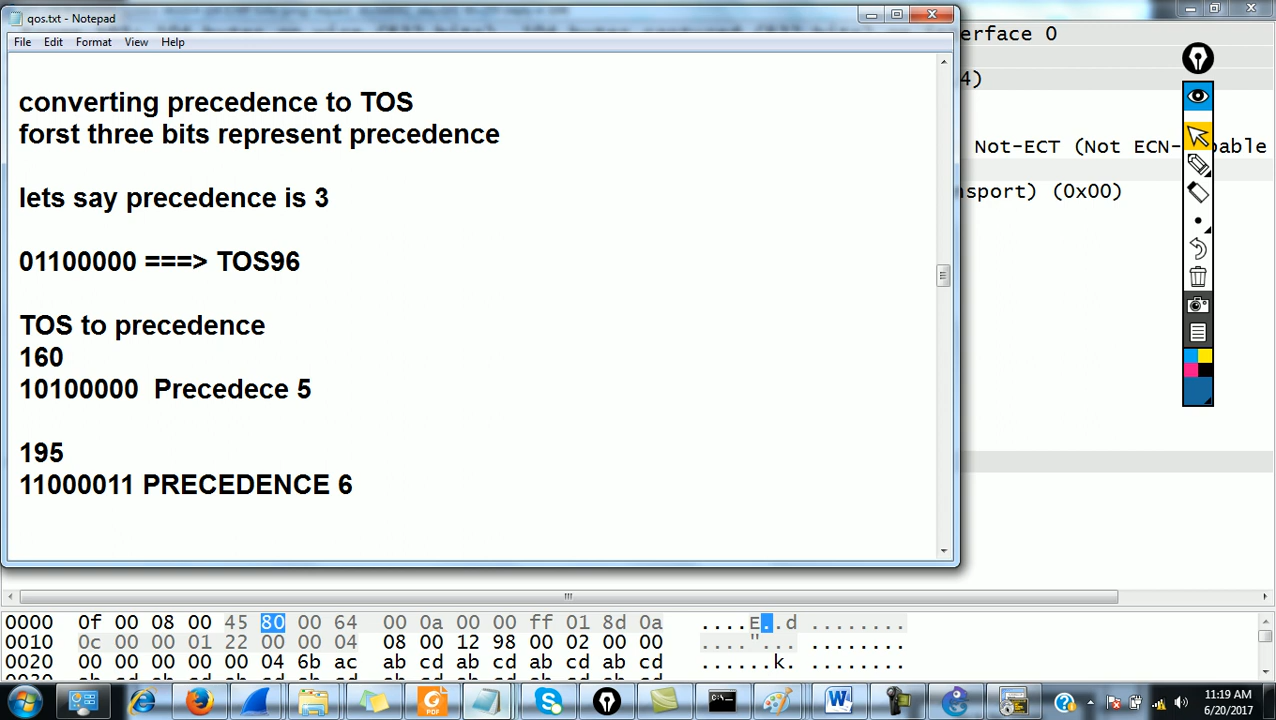 qos.txt - Notepad
File Edit Format View Help
converting precedence to TOS
forst three bits represent precedence
lets say precedence is 3
01100000 ===> TOS96
TOS to precedence
160
10100000 Precedece 5
195
11000011 PRECEDENCE 6
erface 0
4)
Not-ECT (Not ECN- pable
nsport) (0x00)
0000 0f 00 08 00 45 80 00 64 00 0a 00 00 ff 01 8d 0a ....E..d ........
0010 0c 00 00 01 22 00 00 04 08 00 12 98 00 02 00 00 ...."... ........
0020 00 00 00 00 00 04 6b ac ab cd ab cd ab cd ab cd ......k. ........
PDF
11:19 AM
6/20/2017